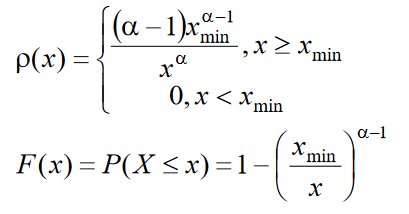 ρ(x) = { (α − 1)x_min^(α−1) / x^α , x ≥ x_min
0, x < x_min
F(x) = P(X ≤ x) = 1 − (x_min / x)^(α−1)